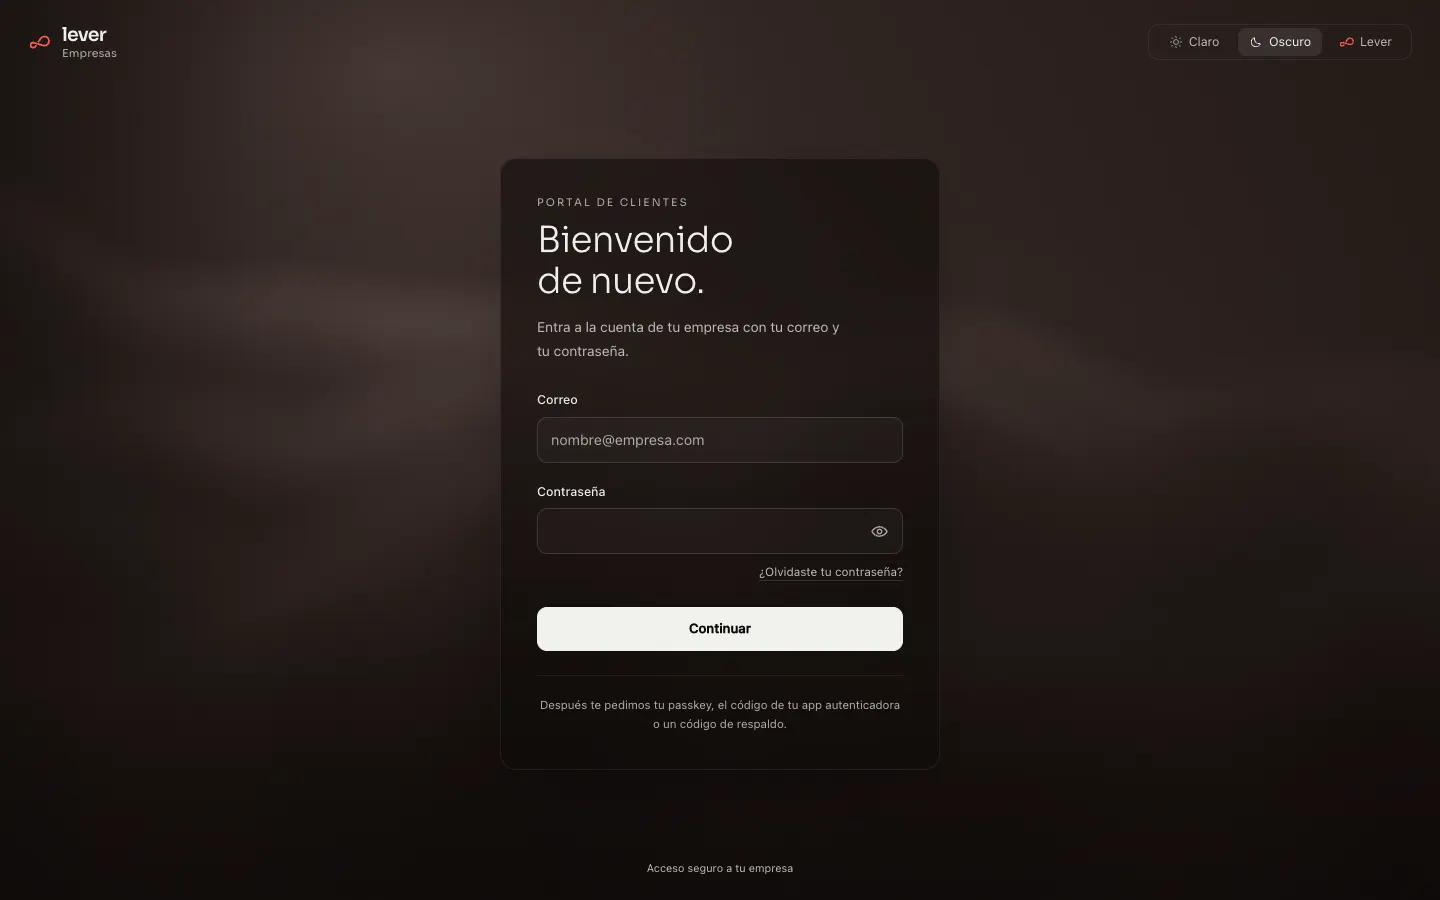 lever
Empresas
Claro
Oscuro
Lever
PORTAL DE CLIENTES
Bienvenido
de nuevo.
Entra a la cuenta de tu empresa con tu correo y
tu contraseña.
Correo
nombre@empresa.com
Contraseña
¿Olvidaste tu contraseña?
Continuar
Después te pedimos tu passkey, el código de tu app autenticadora
o un código de respaldo.
Acceso seguro a tu empresa